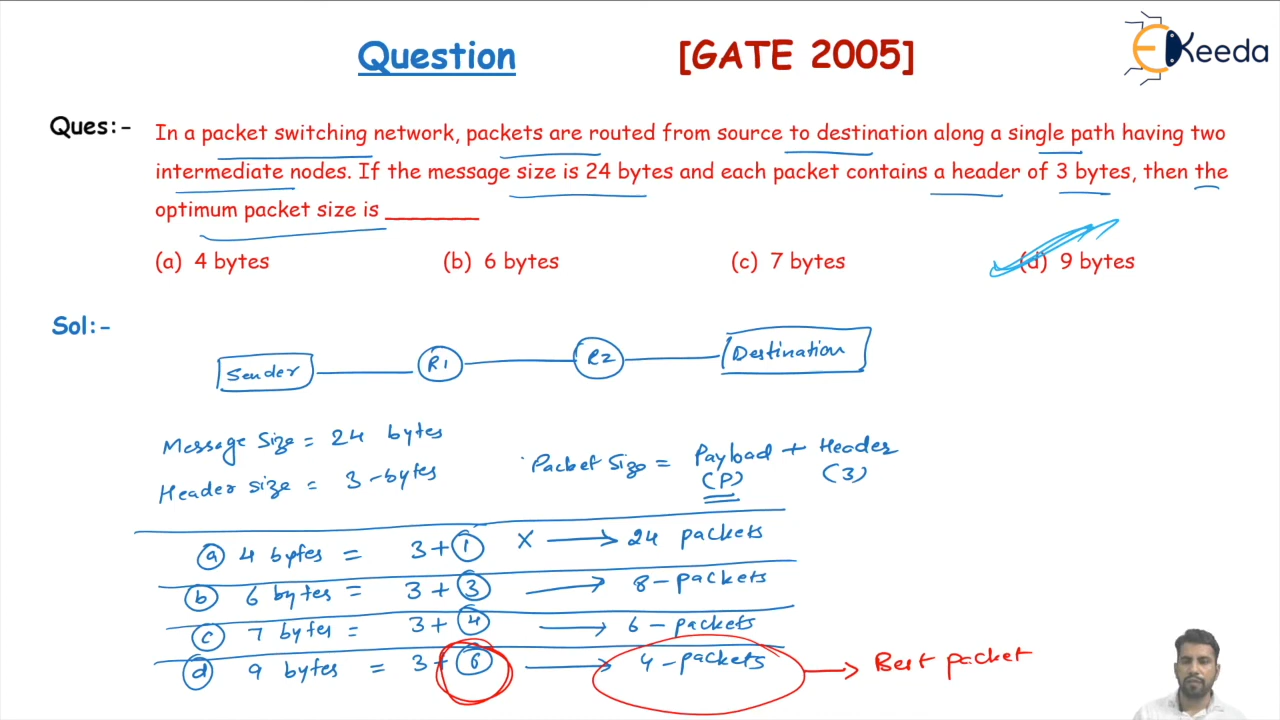 Question [GATE 2005]
EKeeda
Ques:- In a packet switching network, packets are routed from source to destination along a single path having two
intermediate nodes. If the message size is 24 bytes and each packet contains a header of 3 bytes, then the
optimum packet size is ________
(a) 4 bytes (b) 6 bytes (c) 7 bytes (d) 9 bytes
Sol:-
Sender R1 R2 Destination
Message Size = 24 bytes
Header size = 3-bytes
Packet Size = Payload + Header
(P) (3)
(a) 4 bytes = 3+1 X → 24 packets
(b) 6 bytes = 3 + 3 → 8-packets
(c) 7 bytes = 3+4 → 6-packets
(d) 9 bytes = 3+6 → 4-packets → Best packet